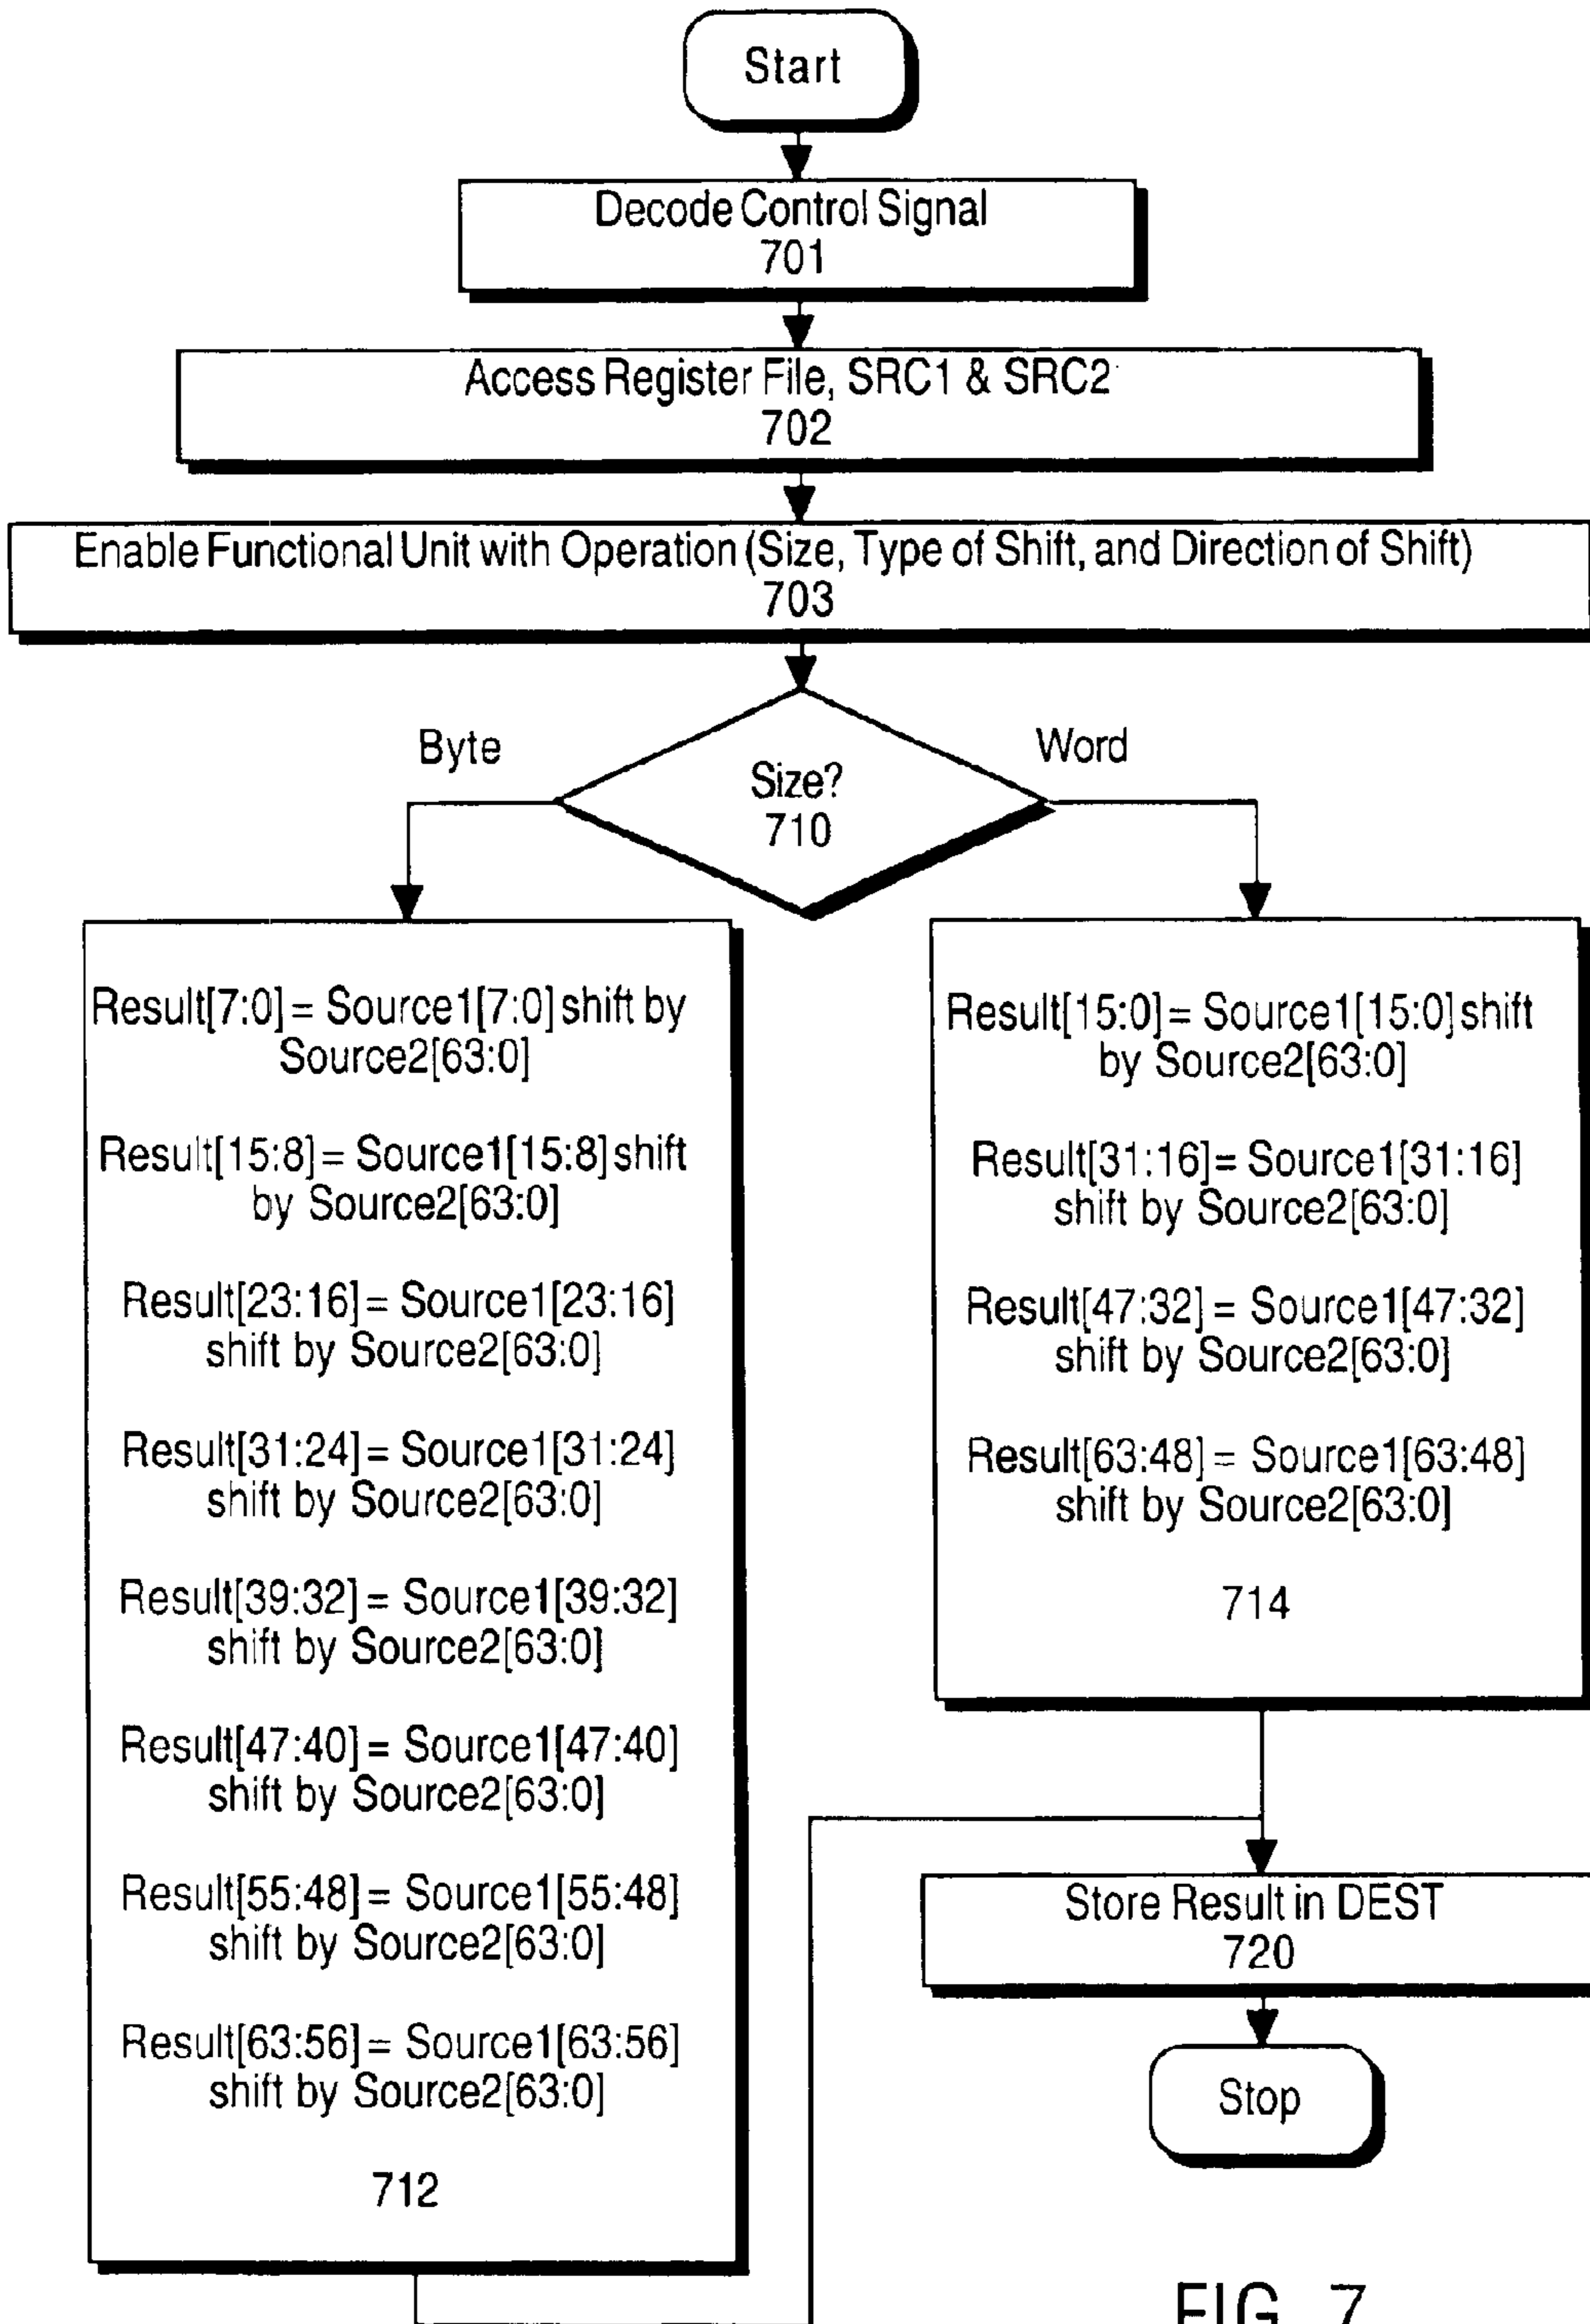 Start
Decode Control Signal
701
Access Register File, SRC1 & SRC2
702
Enable Functional Unit with Operation (Size, Type of Shift, and Direction of Shift)
703
Byte
Size?
710
Word
Result[7:0] = Source1[7:0] shift by
Source2[63:0]
Result[15:8] = Source1[15:8] shift
by Source2[63:0]
Result[23:16] = Source1[23:16]
shift by Source2[63:0]
Result[31:24] = Source1[31:24]
shift by Source2[63:0]
Result[39:32] = Source1[39:32]
shift by Source2[63:0]
Result[47:40] = Source1[47:40]
shift by Source2[63:0]
Result[55:48] = Source1[55:48]
shift by Source2[63:0]
Result[63:56] = Source1[63:56]
shift by Source2[63:0]
712
Result[15:0] = Source1[15:0] shift
by Source2[63:0]
Result[31:16] = Source1[31:16]
shift by Source2[63:0]
Result[47:32] = Source1[47:32]
shift by Source2[63:0]
Result[63:48] = Source1[63:48]
shift by Source2[63:0]
714
Store Result in DEST
720
Stop
FIG. 7